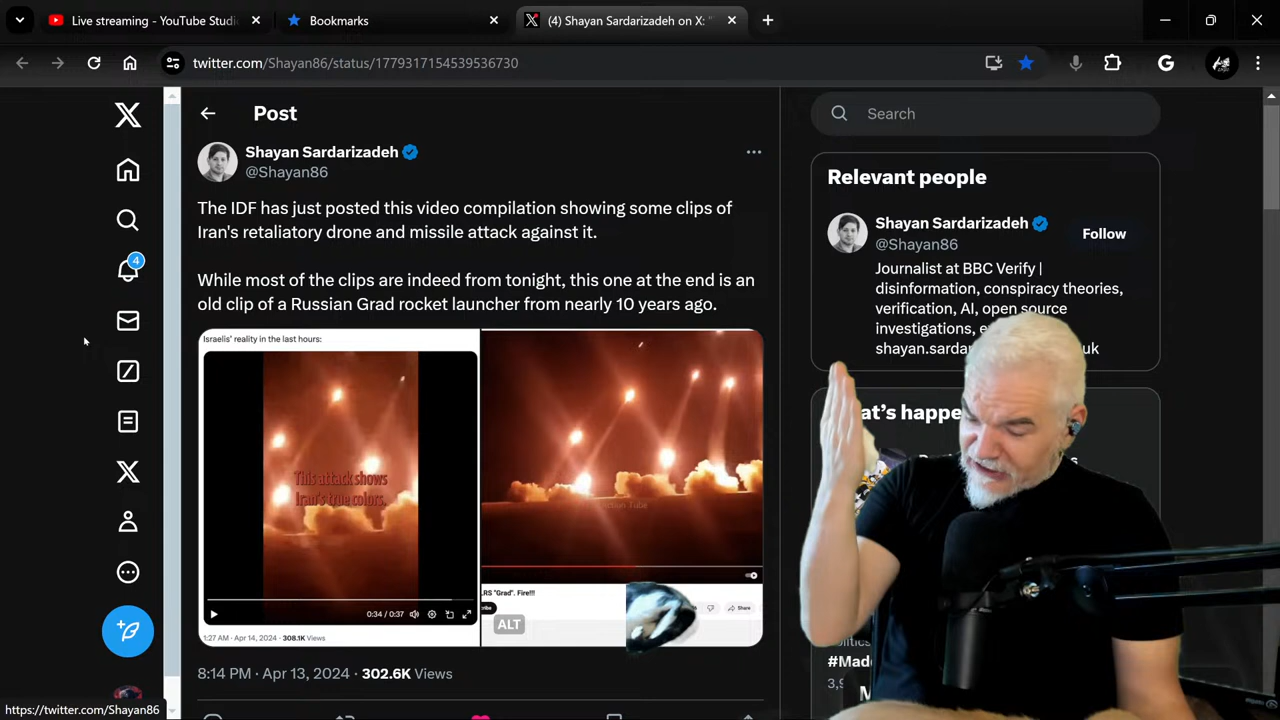 Live streaming - YouTube Studi
Bookmarks
(4) Shayan Sardarizadeh on X: "
twitter.com/Shayan86/status/1779317154539536730
Post
Search
Shayan Sardarizadeh
@Shayan86
The IDF has just posted this video compilation showing some clips of
Iran's retaliatory drone and missile attack against it.
While most of the clips are indeed from tonight, this one at the end is an
old clip of a Russian Grad rocket launcher from nearly 10 years ago.
Israelis' reality in the last hours:
This attack shows
Iran's true colors.
0:34 / 0:37
1:27 AM · Apr 14, 2024 · 308.1K Views
LRS "Grad". Fire!!!
Share
ALT
8:14 PM · Apr 13, 2024 · 302.6K Views
Relevant people
Shayan Sardarizadeh
@Shayan86
Follow
Journalist at BBC Verify |
disinformation, conspiracy theories,
verification, AI, open source
investigations,
shayan.sardar uk
at's happe
#Made
4
https://twitter.com/Shayan86